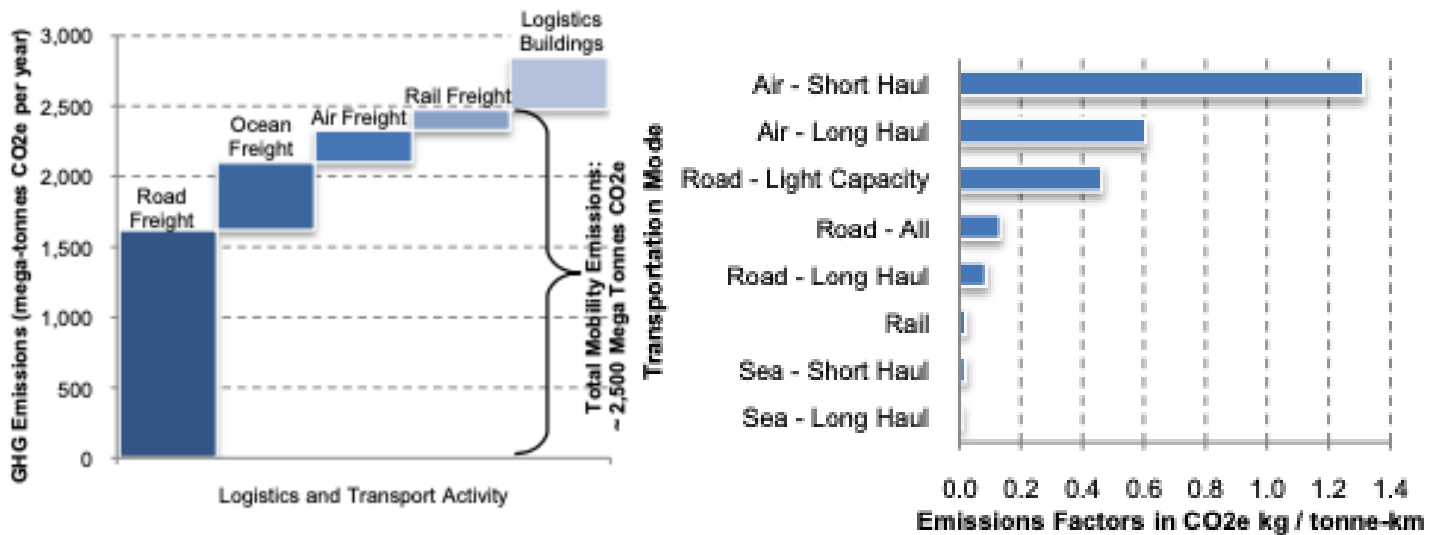 GHG Emissions (mega-tonnes CO2e per year)
3,000
2,500
2,000
1,500
1,000
500
0
Road
Freight
Ocean
Freight
Air Freight
Rail Freight
Logistics
Buildings
Total Mobility Emissions:
~ 2,500 Mega Tonnes CO2e
Logistics and Transport Activity
Transportation Mode
Air - Short Haul
Air - Long Haul
Road - Light Capacity
Road - All
Road - Long Haul
Rail
Sea - Short Haul
Sea - Long Haul
0.0 0.2 0.4 0.6 0.8 1.0 1.2 1.4
Emissions Factors in CO2e kg / tonne-km